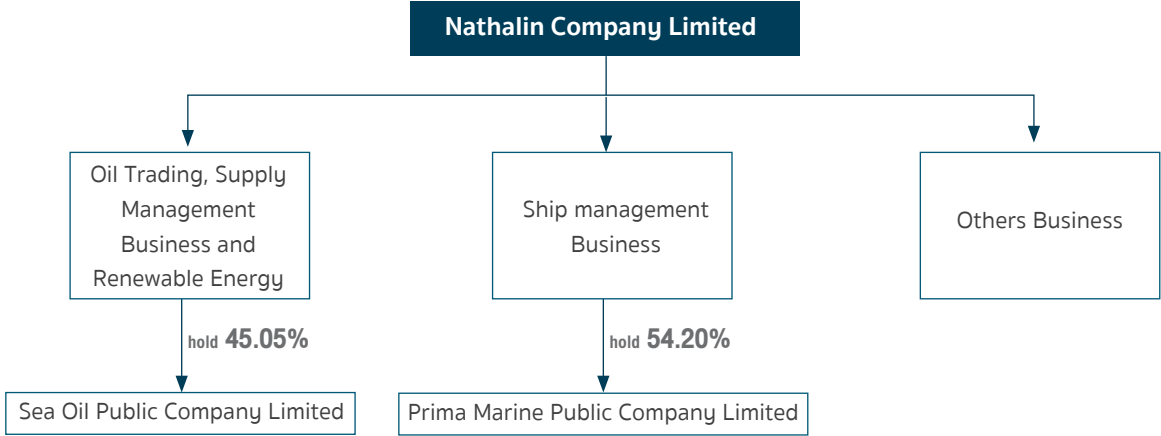 Nathalin Company Limited
Oil Trading, Supply
Management
Business and
Renewable Energy
Ship management
Business
Others Business
hold 45.05%
hold 54.20%
Sea Oil Public Company Limited
Prima Marine Public Company Limited